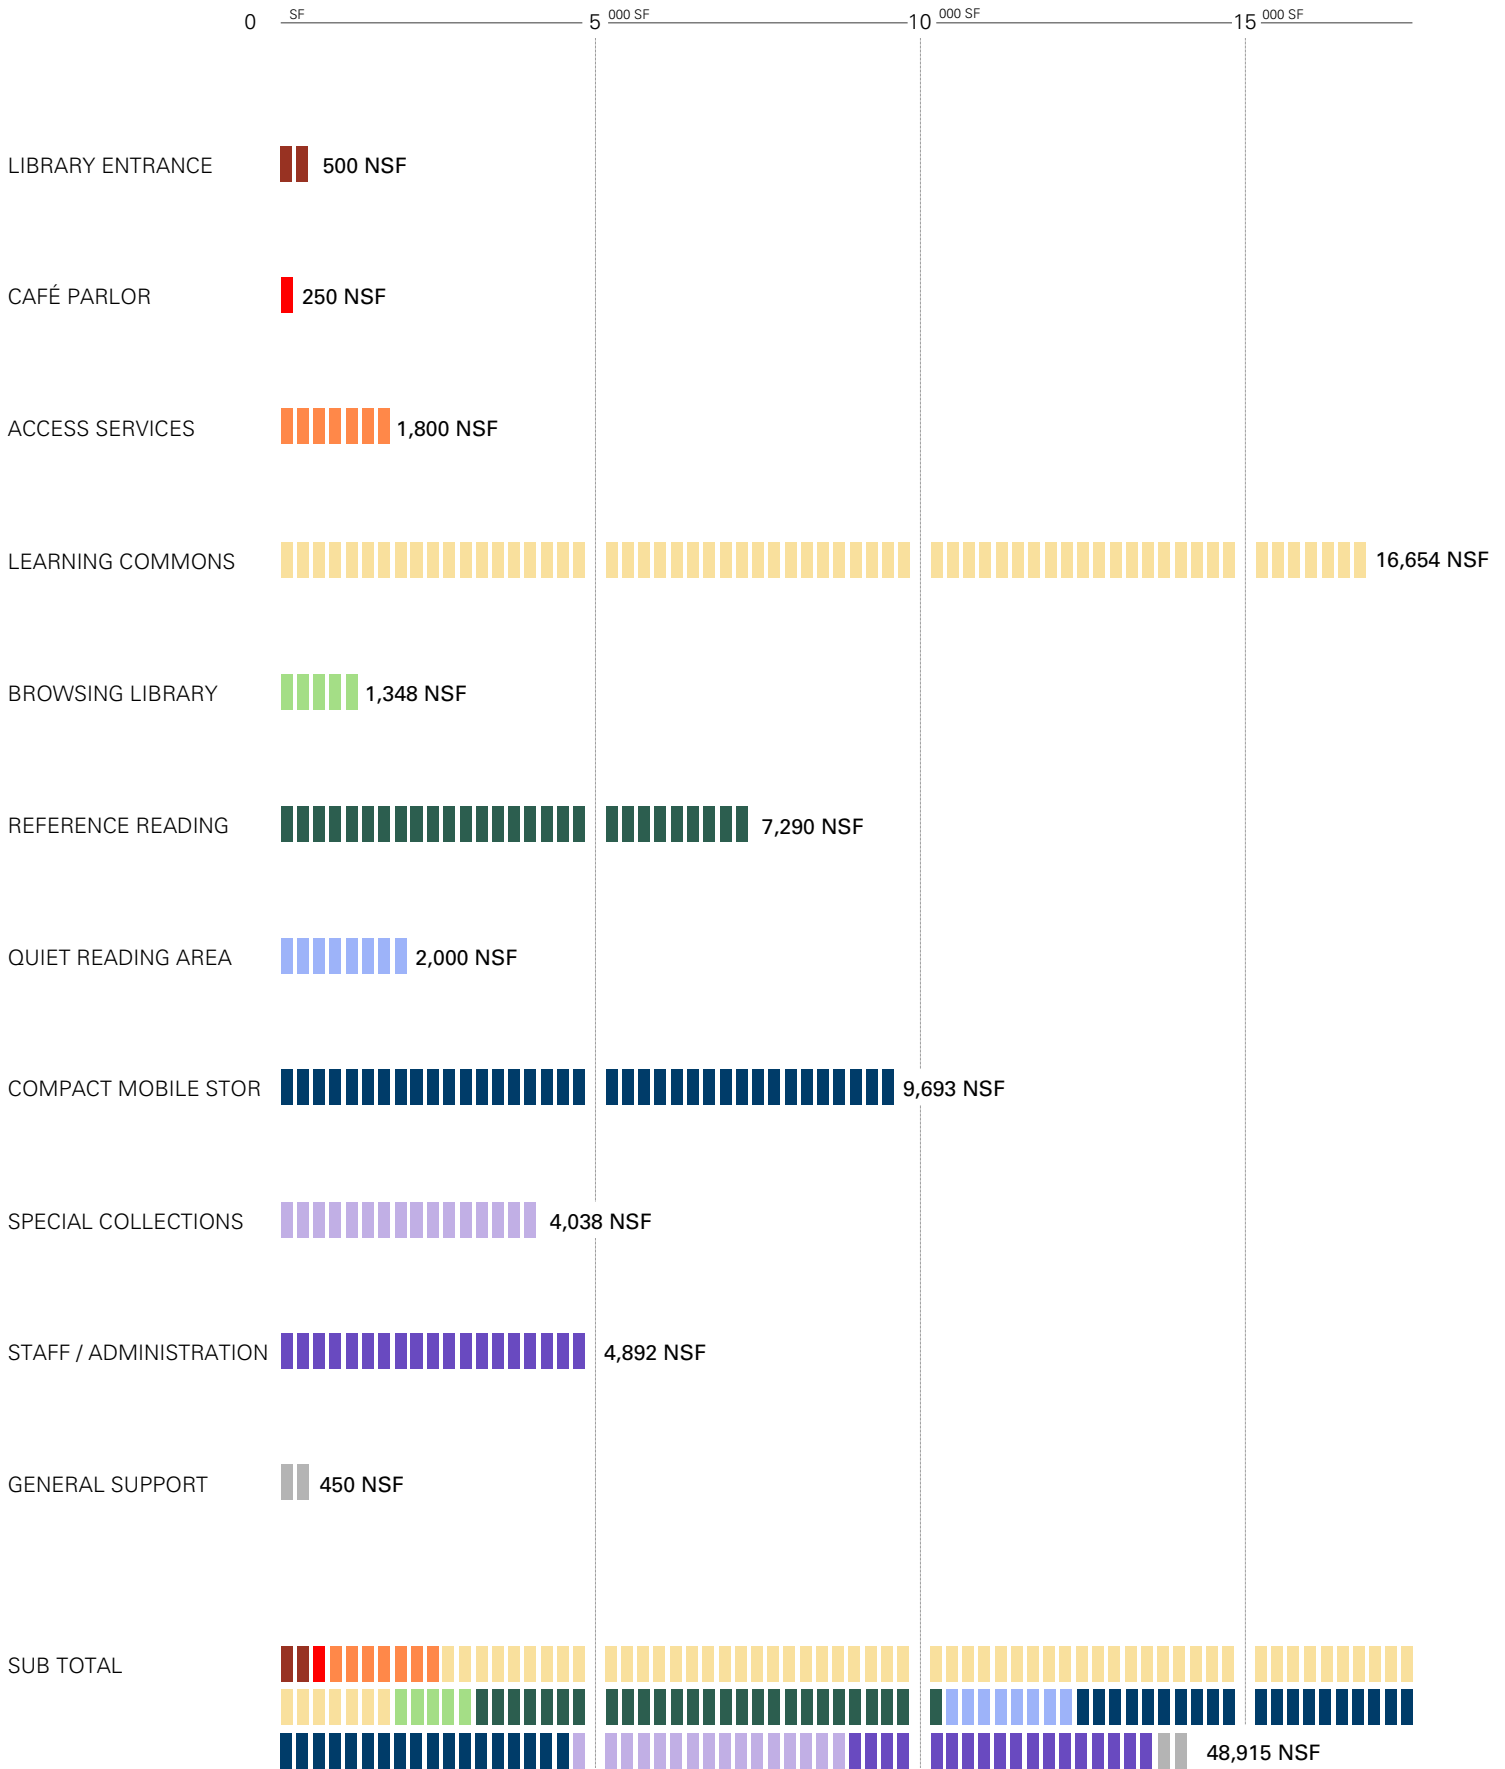 0 SF 5 000 SF 10 000 SF 15 000 SF
LIBRARY ENTRANCE 500 NSF
CAFÉ PARLOR 250 NSF
ACCESS SERVICES 1,800 NSF
LEARNING COMMONS 16,654 NSF
BROWSING LIBRARY 1,348 NSF
REFERENCE READING 7,290 NSF
QUIET READING AREA 2,000 NSF
COMPACT MOBILE STOR 9,693 NSF
SPECIAL COLLECTIONS 4,038 NSF
STAFF / ADMINISTRATION 4,892 NSF
GENERAL SUPPORT 450 NSF
SUB TOTAL
48,915 NSF